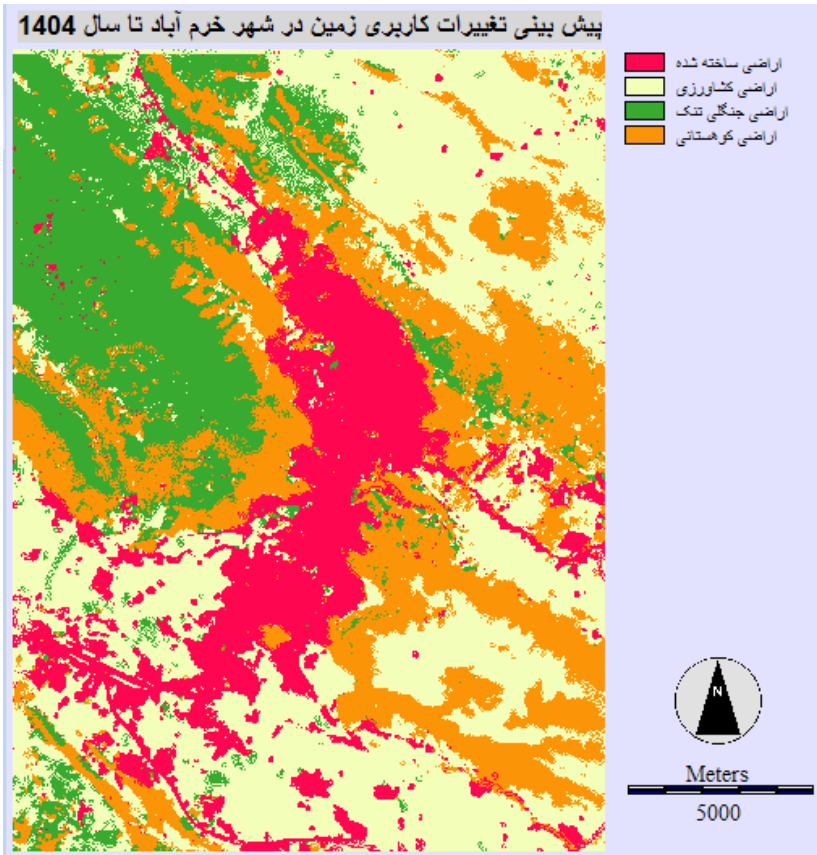 پیش بینی تغییرات کاربری زمین در شهر خرم آباد تا سال 1404
اراضی ساخته شده
اراضی کشاورزی
اراضی جنگلی تنک
اراضی کوهستانی
N
Meters
5000